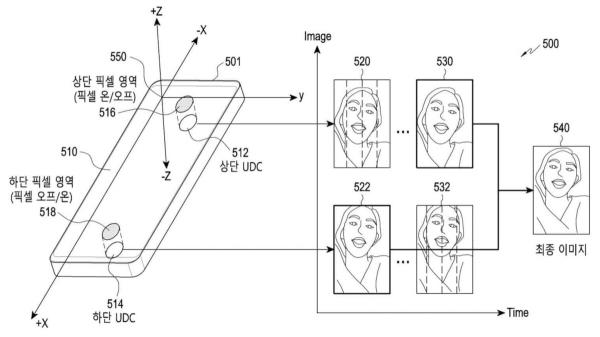 +Z
-X
550
501
상단 픽셀 영역
(픽셀 온/오프)
516
y
510
512
상단 UDC
-Z
하단 픽셀 영역
(픽셀 오프/온)
518
514
하단 UDC
+X
Image
500
520
530
...
540
522
532
...
최종 이미지
Time